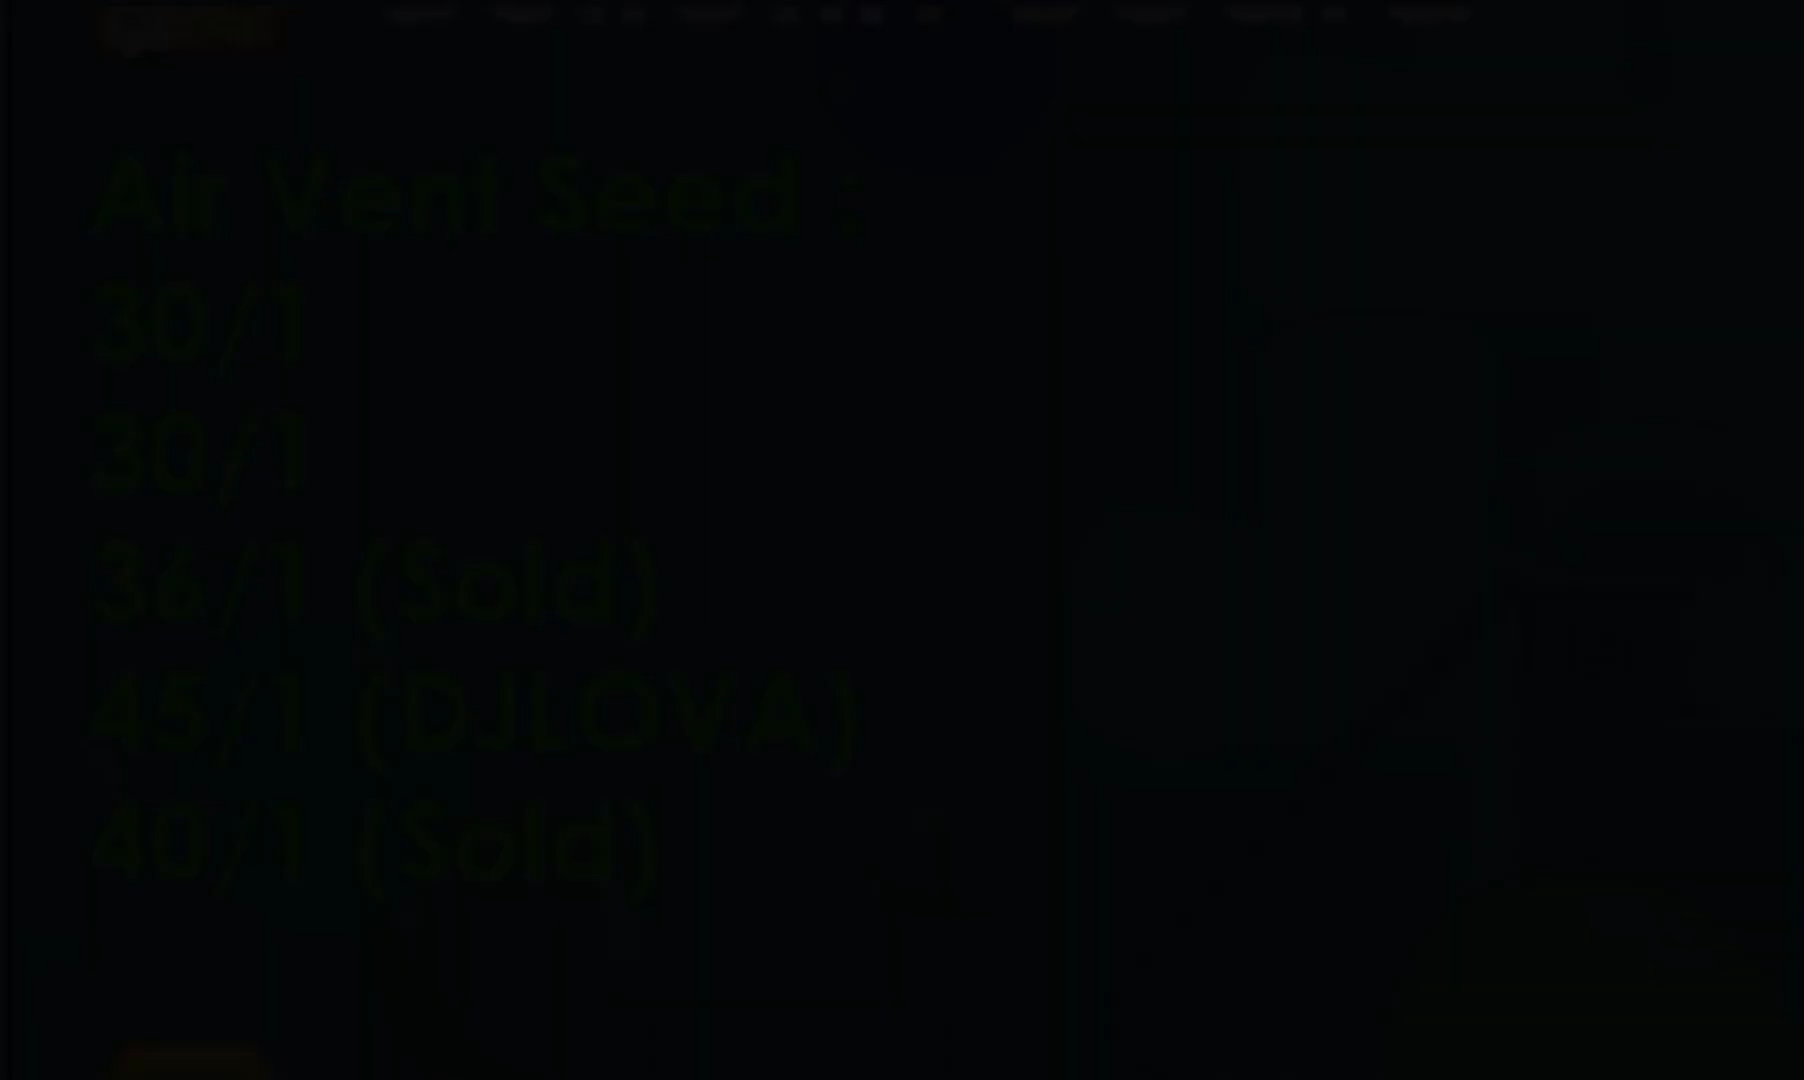 Air Vent Seed :
30/1
30/1
36/1 (Sold)
45/1 (DJLOVA)
40/1 (Sold)